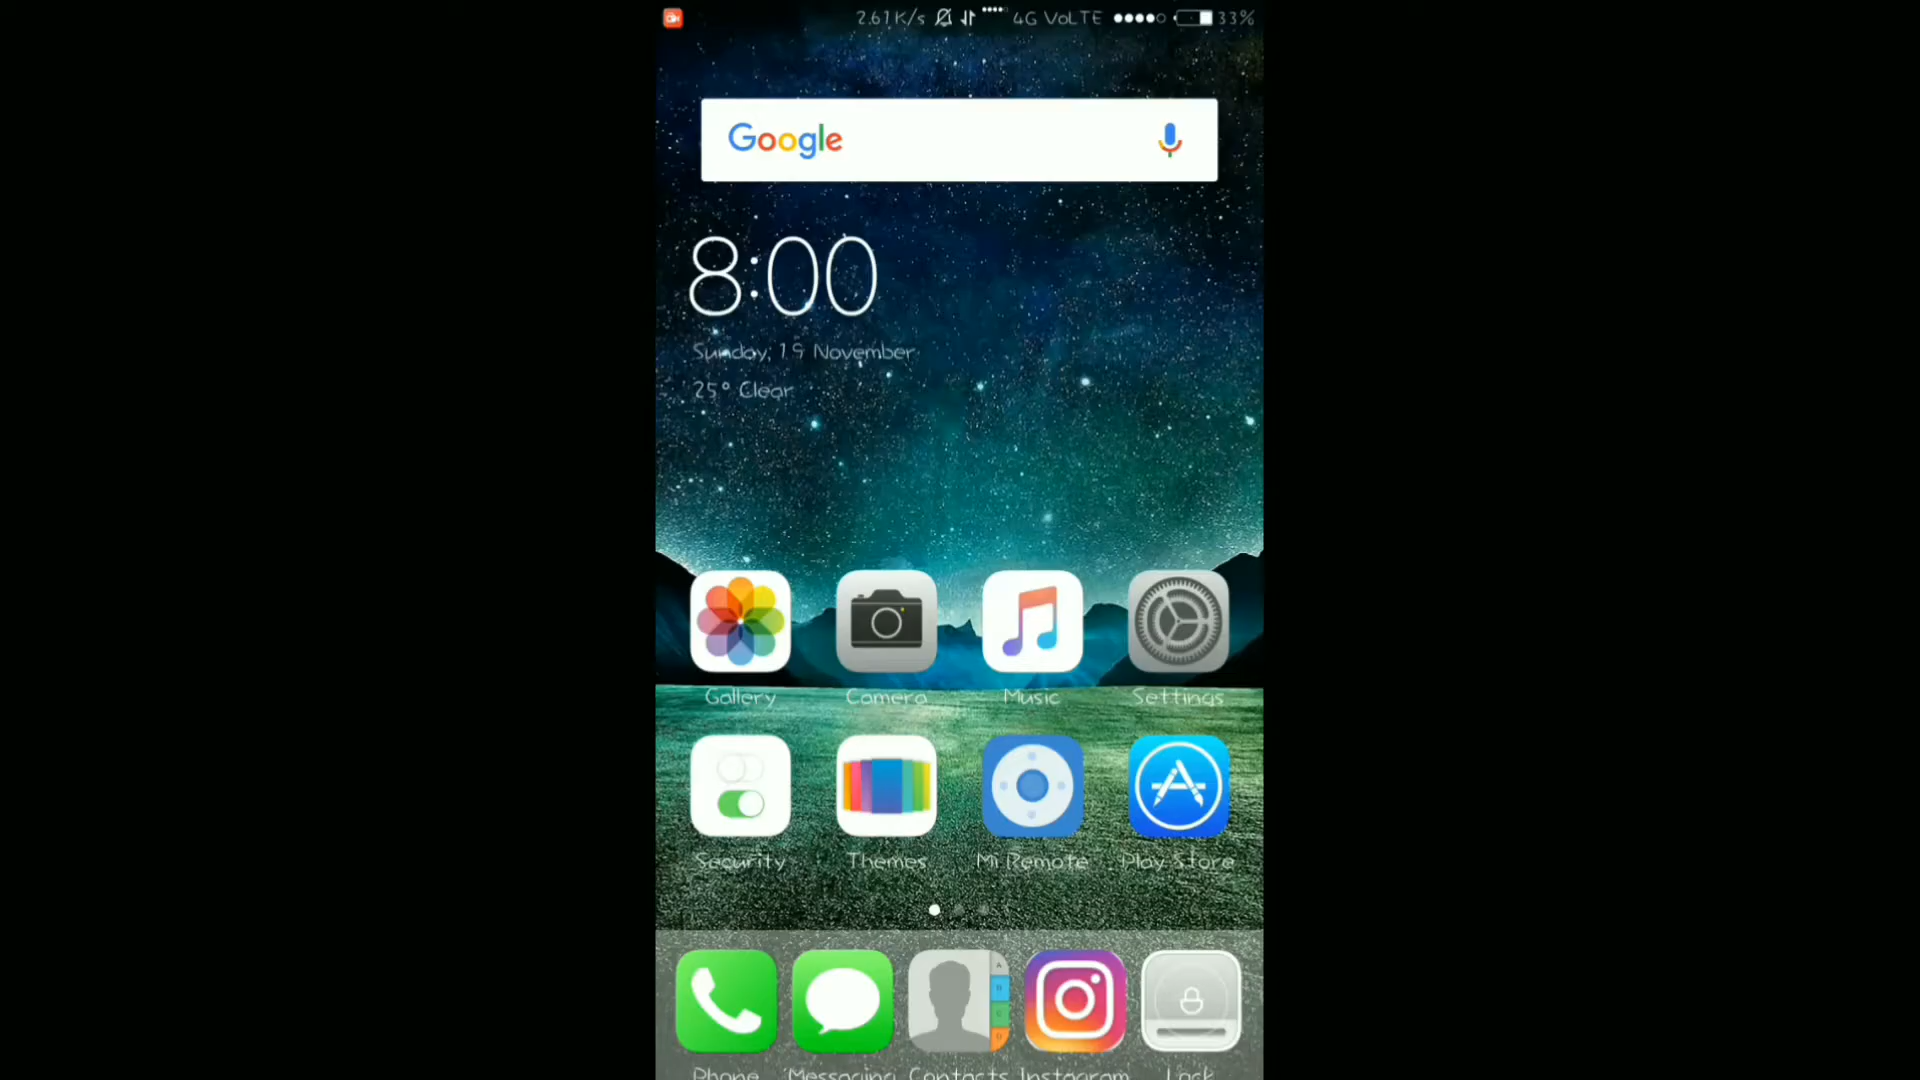 2.61K/s 4G VoLTE 33%
Google
8:00
Sunday, 19 November
25° Clear
Gallery Camera Music Settings
Security Themes Mi Remote Play Store
A
B
C
D
Phone Messaging Contacts Instagram Lock